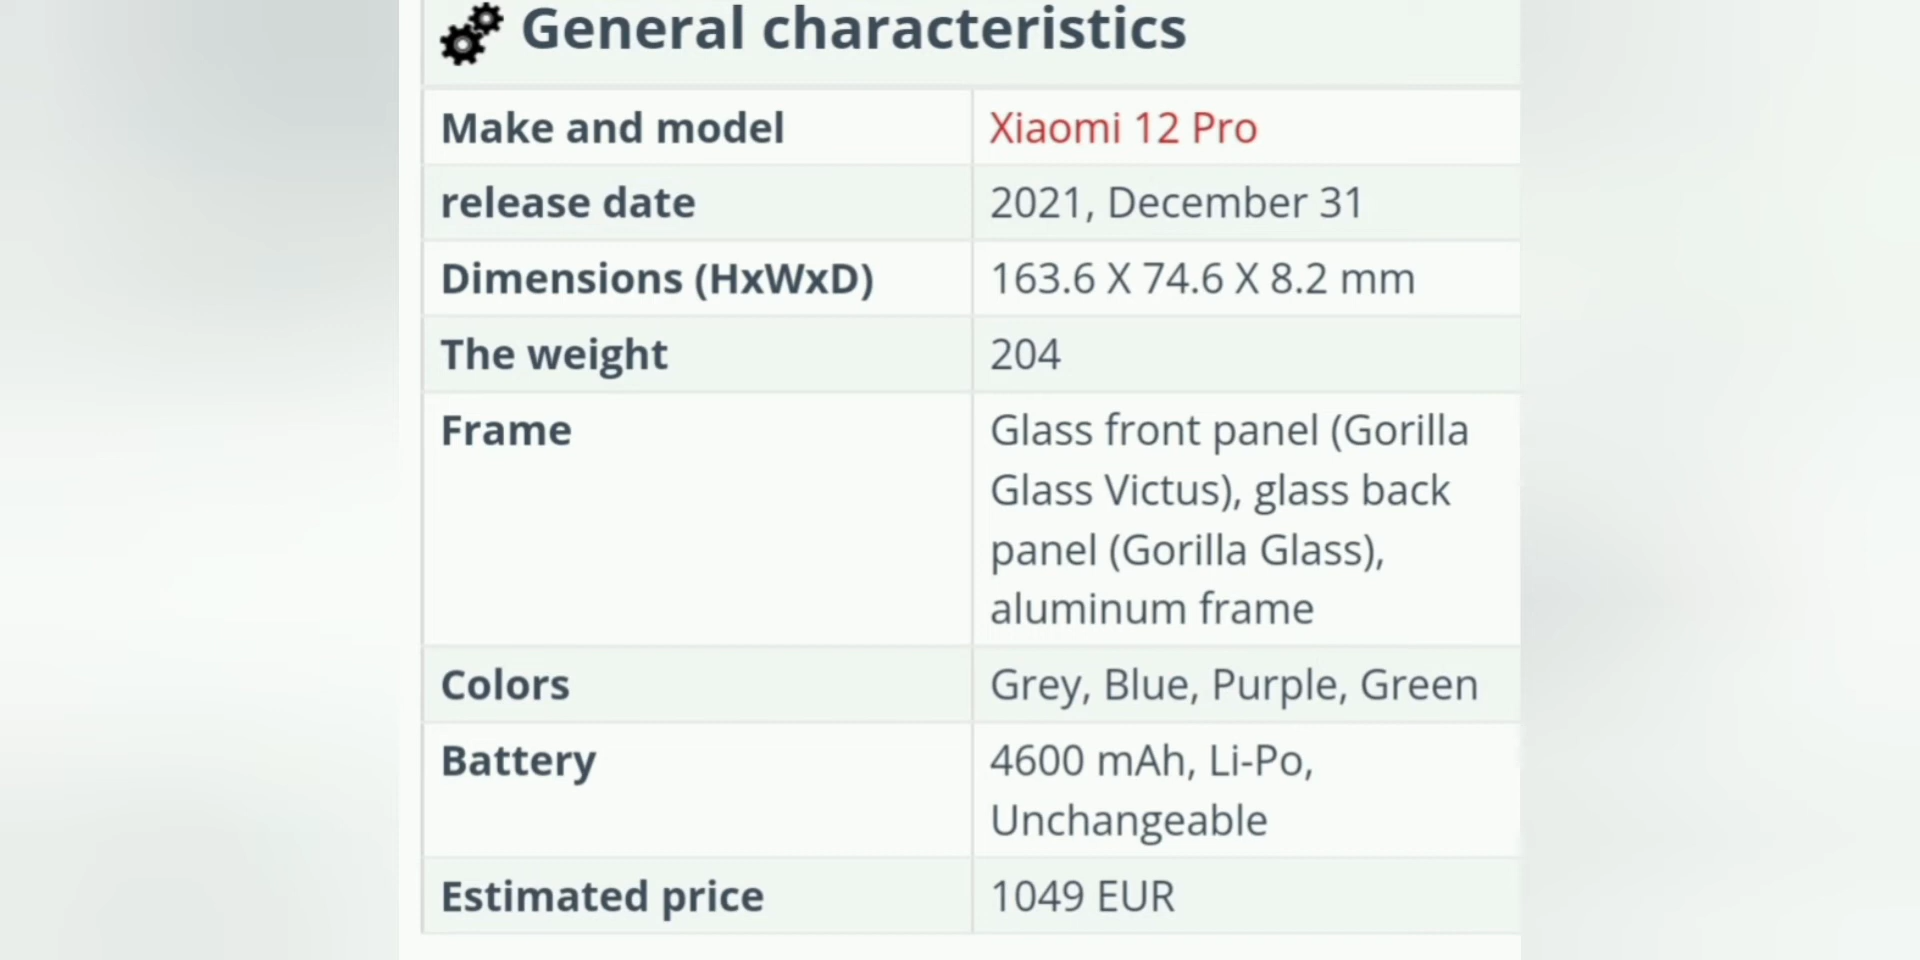 General characteristics
Make and model Xiaomi 12 Pro
release date 2021, December 31
Dimensions (HxWxD) 163.6 X 74.6 X 8.2 mm
The weight 204
Frame Glass front panel (Gorilla
Glass Victus), glass back
panel (Gorilla Glass),
aluminum frame
Colors Grey, Blue, Purple, Green
Battery 4600 mAh, Li-Po,
Unchangeable
Estimated price 1049 EUR